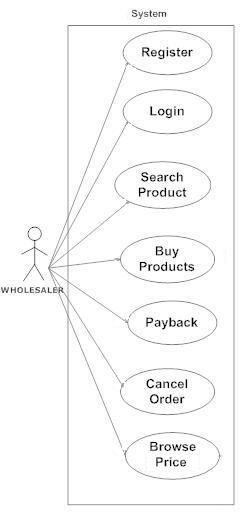 System
Register
Login
Search
Product
Buy
Products
WHOLESALER
Payback
Cancel
Order
Browse
Price